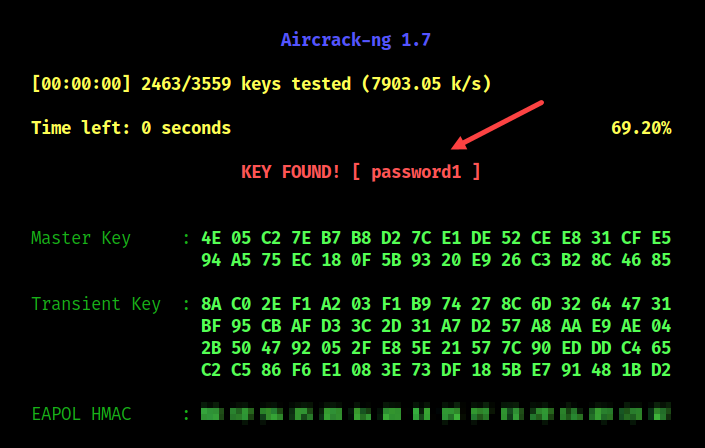 Aircrack-ng 1.7
[00:00:00] 2463/3559 keys tested (7903.05 k/s)
Time left: 0 seconds 69.20%
KEY FOUND! [ password1 ]
Master Key : 4E 05 C2 7E B7 B8 D2 7C E1 DE 52 CE E8 31 CF E5
94 A5 75 EC 18 0F 5B 93 20 E9 26 C3 B2 8C 46 85
Transient Key : 8A C0 2E F1 A2 03 F1 B9 74 27 8C 6D 32 64 47 31
BF 95 CB AF D3 3C 2D 31 A7 D2 57 A8 AA E9 AE 04
2B 50 47 92 05 2F E8 5E 21 57 7C 90 ED DD C4 65
C2 C5 86 F6 E1 08 3E 73 DF 18 5B E7 91 48 1B D2
EAPOL HMAC :